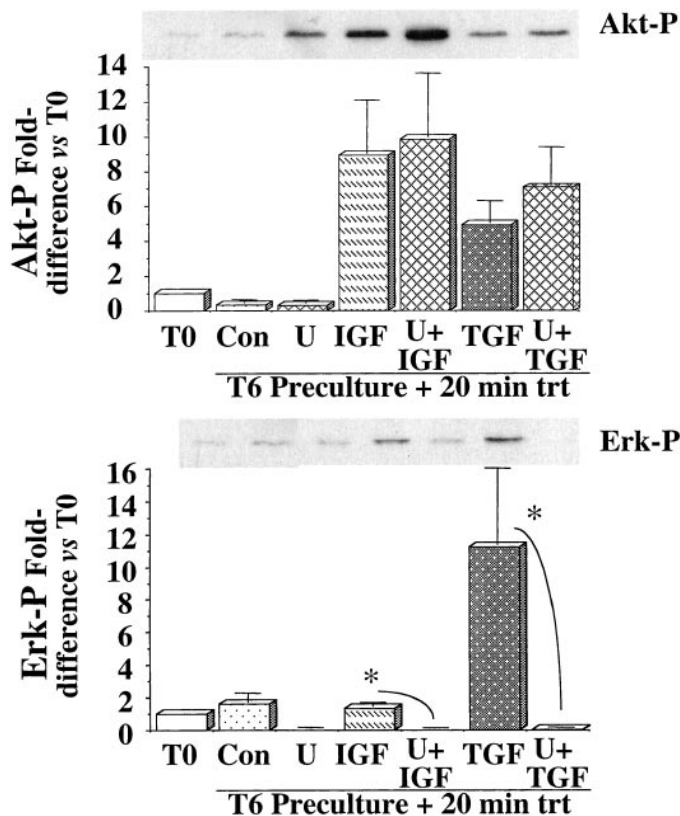 Akt-P
Akt-P Fold-
difference vs T0
14
12
10
8
6
4
2
0
T0 Con U IGF U+ TGF U+
IGF TGF
T6 Preculture + 20 min trt
Erk-P
Erk-P Fold-
difference vs T0
16
14
12
10
8
6
4
2
0
*
*
T0 Con U IGF U+ TGF U+
IGF TGF
T6 Preculture + 20 min trt